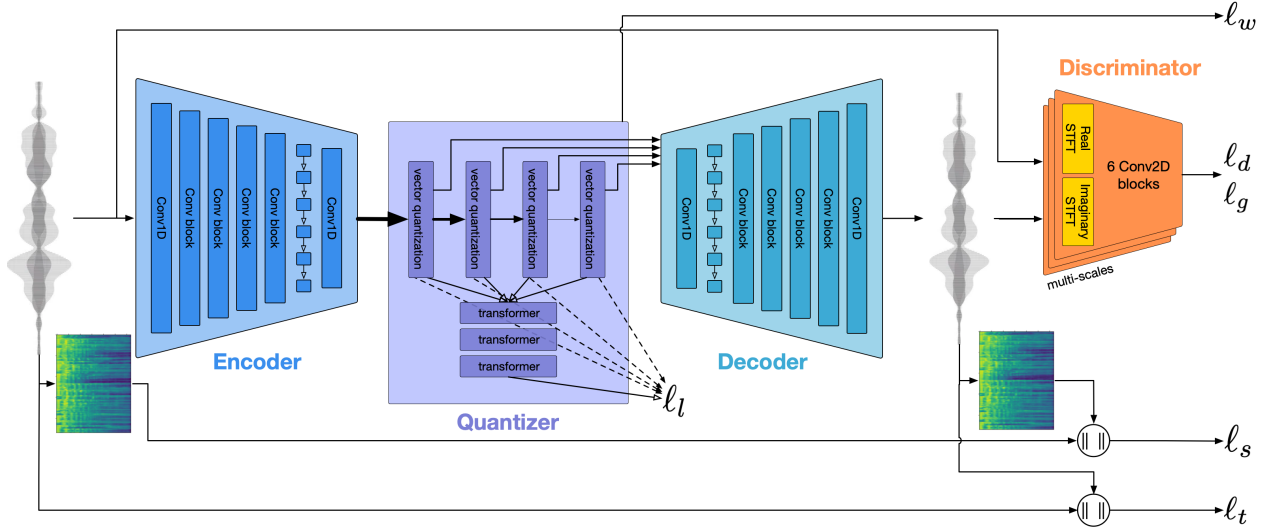 ℓw
Discriminator
Real
STFT
Imaginary
STFT
6 Conv2D
blocks
multi-scales
ℓd
ℓg
Conv1D
Conv block
Conv block
Conv block
Conv block
Conv1D
Encoder
vector quantization
vector quantization
vector quantization
vector quantization
transformer
transformer
transformer
Quantizer
ℓl
Conv1D
Conv block
Conv block
Conv block
Conv block
Conv1D
Decoder
|| ||
ℓs
|| ||
ℓt